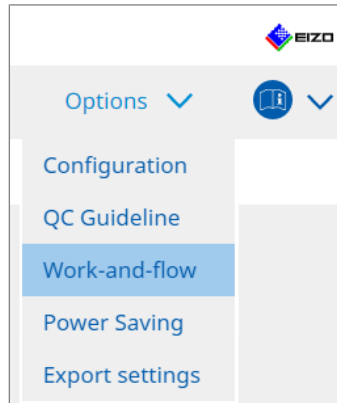 EIZO
Options
Configuration
QC Guideline
Work-and-flow
Power Saving
Export settings